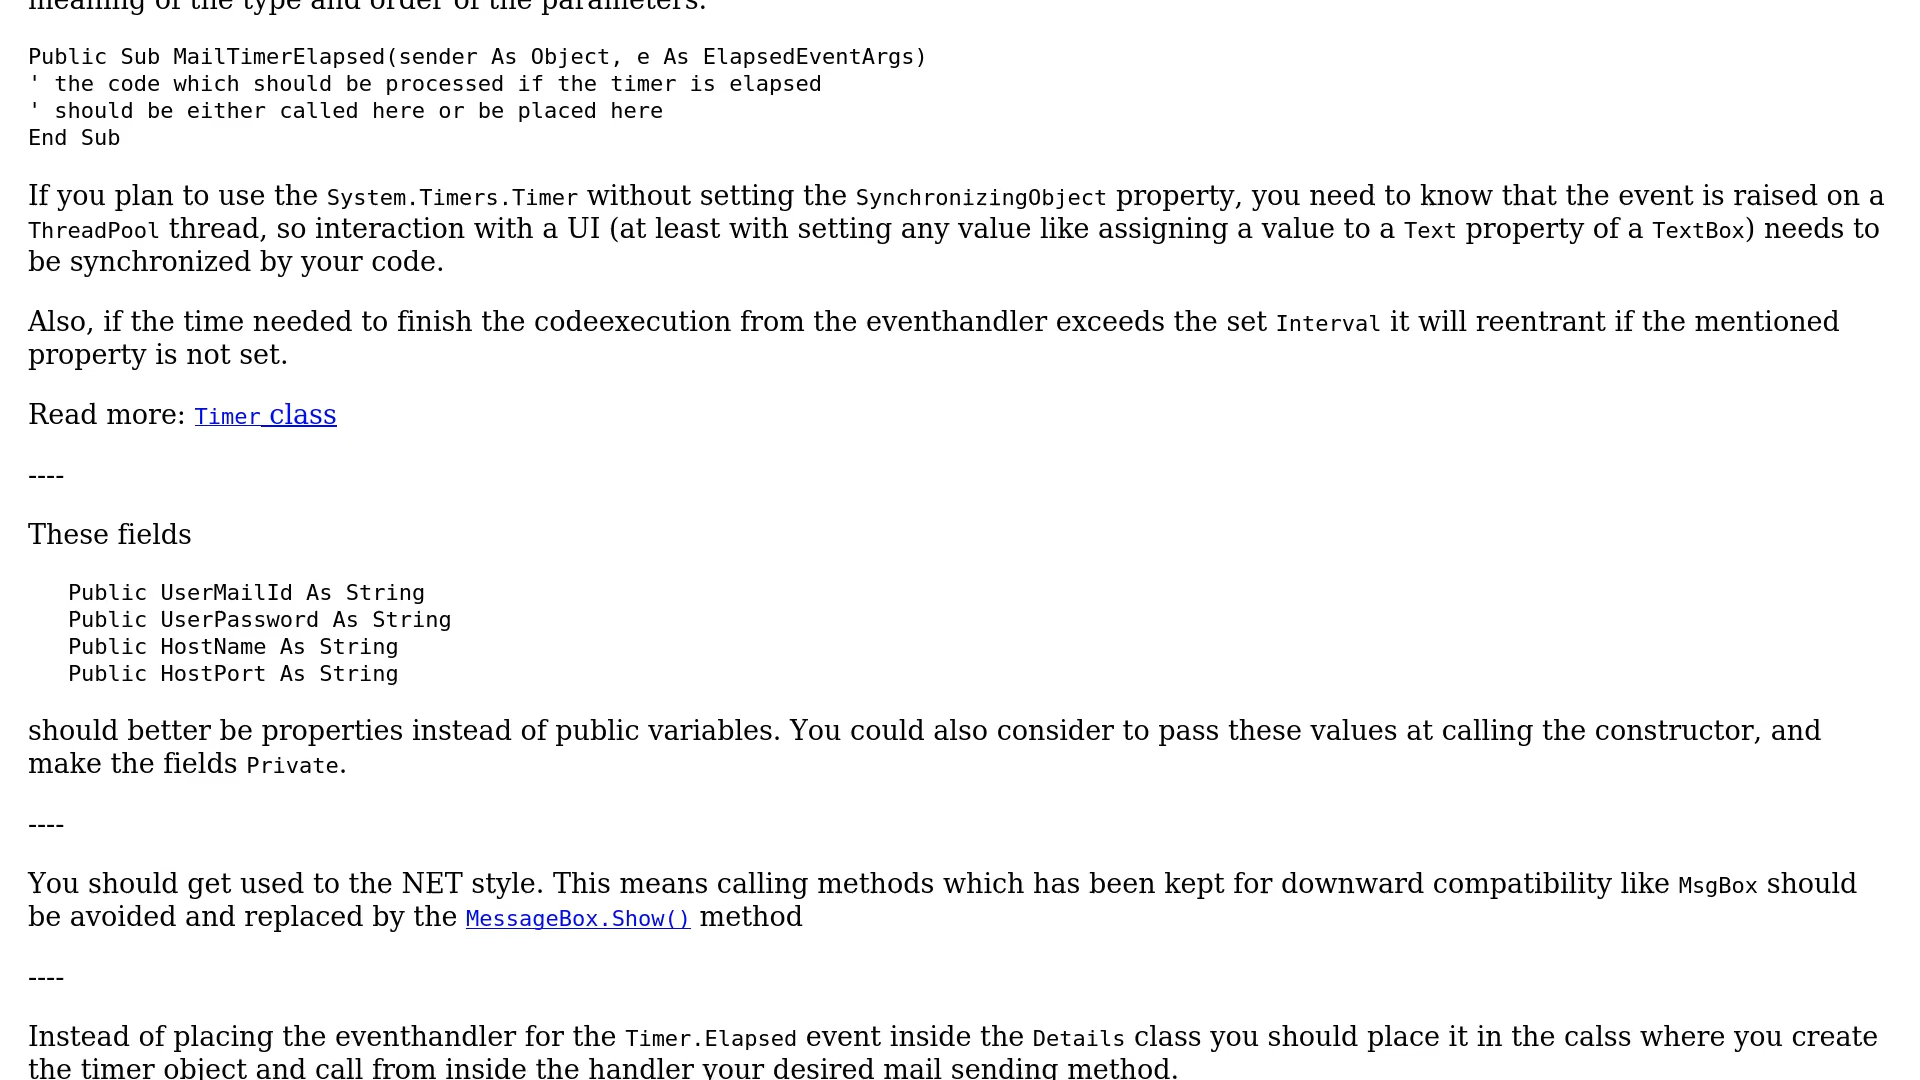 meaning of the type and order of the parameters.
Public Sub MailTimerElapsed(sender As Object, e As ElapsedEventArgs)
' the code which should be processed if the timer is elapsed
' should be either called here or be placed here
End Sub
If you plan to use the System.Timers.Timer without setting the SynchronizingObject property, you need to know that the event is raised on a
ThreadPool thread, so interaction with a UI (at least with setting any value like assigning a value to a Text property of a TextBox) needs to
be synchronized by your code.
Also, if the time needed to finish the codeexecution from the eventhandler exceeds the set Interval it will reentrant if the mentioned
property is not set.
Read more: Timer class
----
These fields
Public UserMailId As String
Public UserPassword As String
Public HostName As String
Public HostPort As String
should better be properties instead of public variables. You could also consider to pass these values at calling the constructor, and
make the fields Private.
----
You should get used to the NET style. This means calling methods which has been kept for downward compatibility like MsgBox should
be avoided and replaced by the MessageBox.Show() method
----
Instead of placing the eventhandler for the Timer.Elapsed event inside the Details class you should place it in the calss where you create
the timer object and call from inside the handler your desired mail sending method.